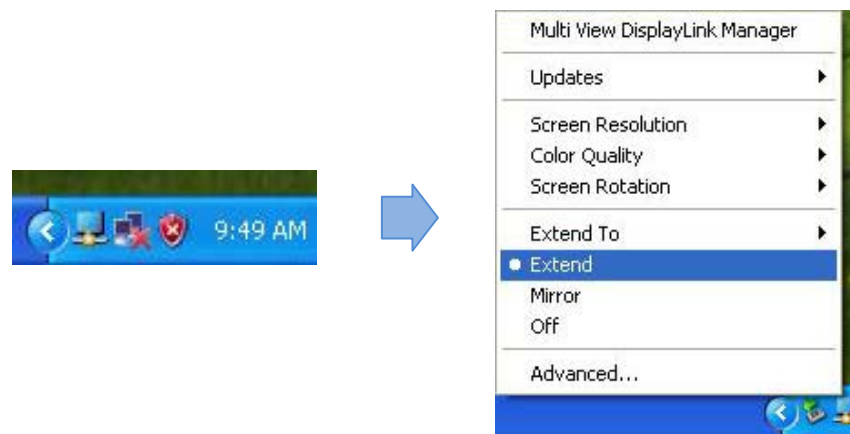 9:49 AM
Multi View DisplayLink Manager
Updates
Screen Resolution
Color Quality
Screen Rotation
Extend To
Extend
Mirror
Off
Advanced...